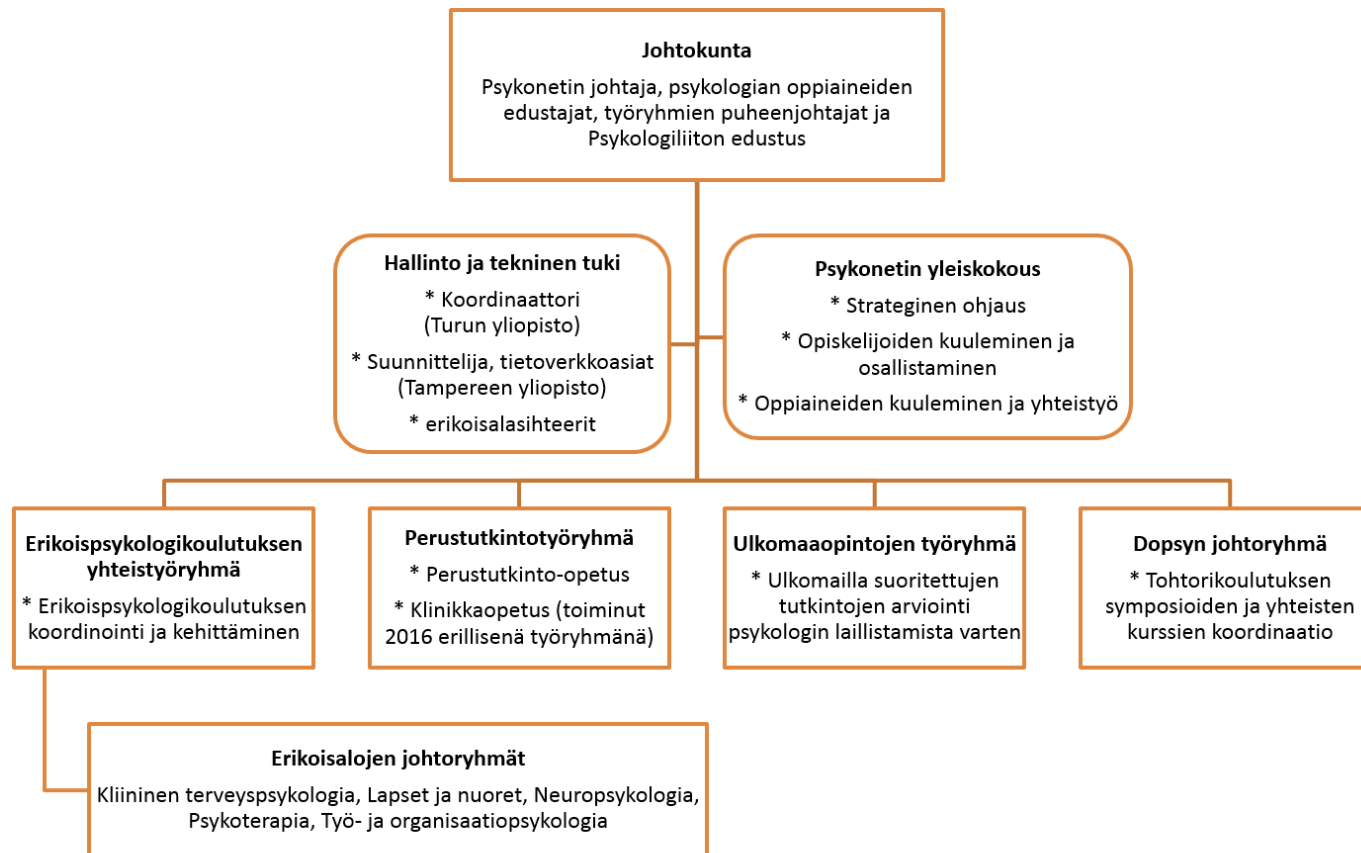 Johtokunta
Psykonetin johtaja, psykologian oppiaineiden
edustajat, työryhmien puheenjohtajat ja
Psykologiliiton edustus
Hallinto ja tekninen tuki
* Koordinaattori
(Turun yliopisto)
* Suunnittelija, tietoverkkoasiat
(Tampereen yliopisto)
* erikoisalasihteerit
Psykonetin yleiskokous
* Strateginen ohjaus
* Opiskelijoiden kuuleminen ja
osallistaminen
* Oppiaineiden kuuleminen ja yhteistyö
Erikoispsykologikoulutuksen
yhteistyöryhmä
* Erikoispsykologikoulutuksen
koordinointi ja kehittäminen
Perustutkintotyöryhmä
* Perustutkinto-opetus
* Klinikkaopetus (toiminut
2016 erillisenä työryhmänä)
Ulkomaaopintojen työryhmä
* Ulkomailla suoritettujen
tutkintojen arviointi
psykologin laillistamista varten
Dopsyn johtoryhmä
* Tohtorikoulutuksen
symposioiden ja yhteisten
kurssien koordinaatio
Erikoisalojen johtoryhmät
Kliininen terveyspsykologia, Lapset ja nuoret, Neuropsykologia,
Psykoterapia, Työ- ja organisaatiopsykologia